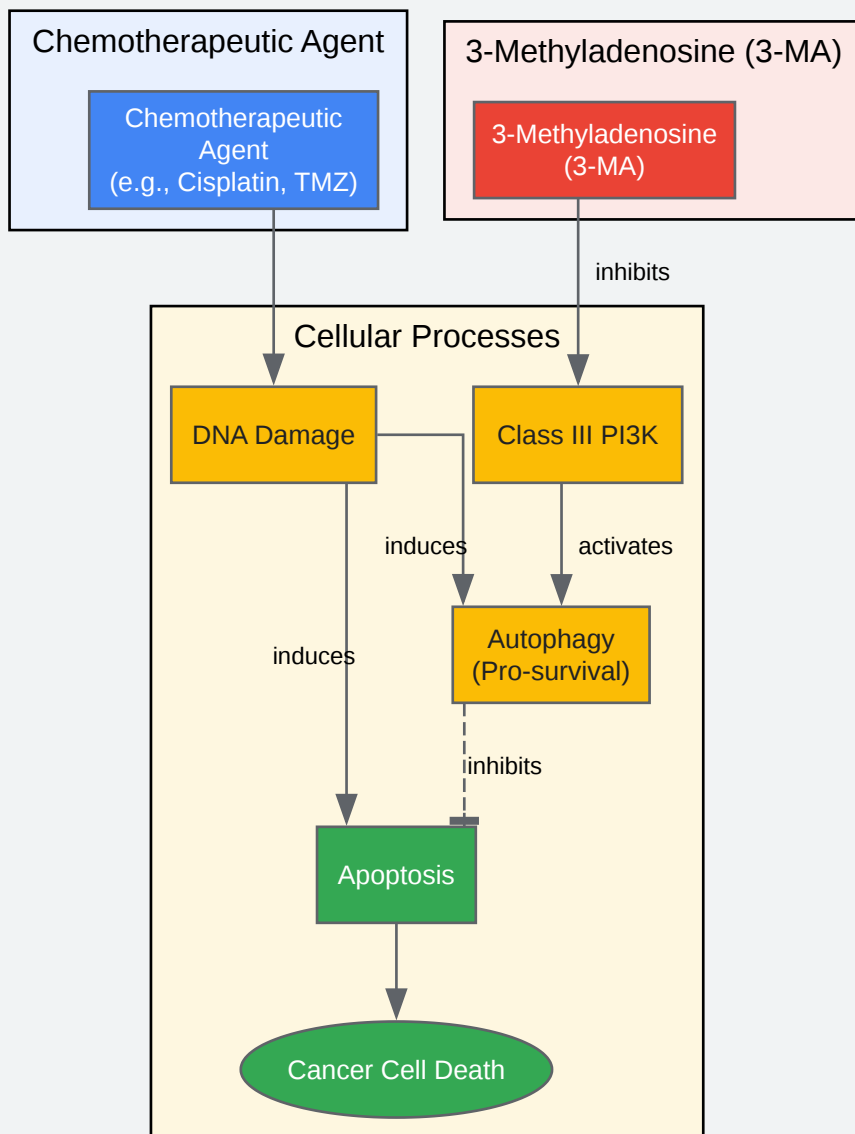 Chemotherapeutic Agent
3-Methyladenosine (3-MA)
Chemotherapeutic
Agent
(e.g., Cisplatin, TMZ)
3-Methyladenosine
(3-MA)
inhibits
Cellular Processes
DNA Damage
Class III PI3K
induces
activates
Autophagy
(Pro-survival)
induces
inhibits
Apoptosis
Cancer Cell Death